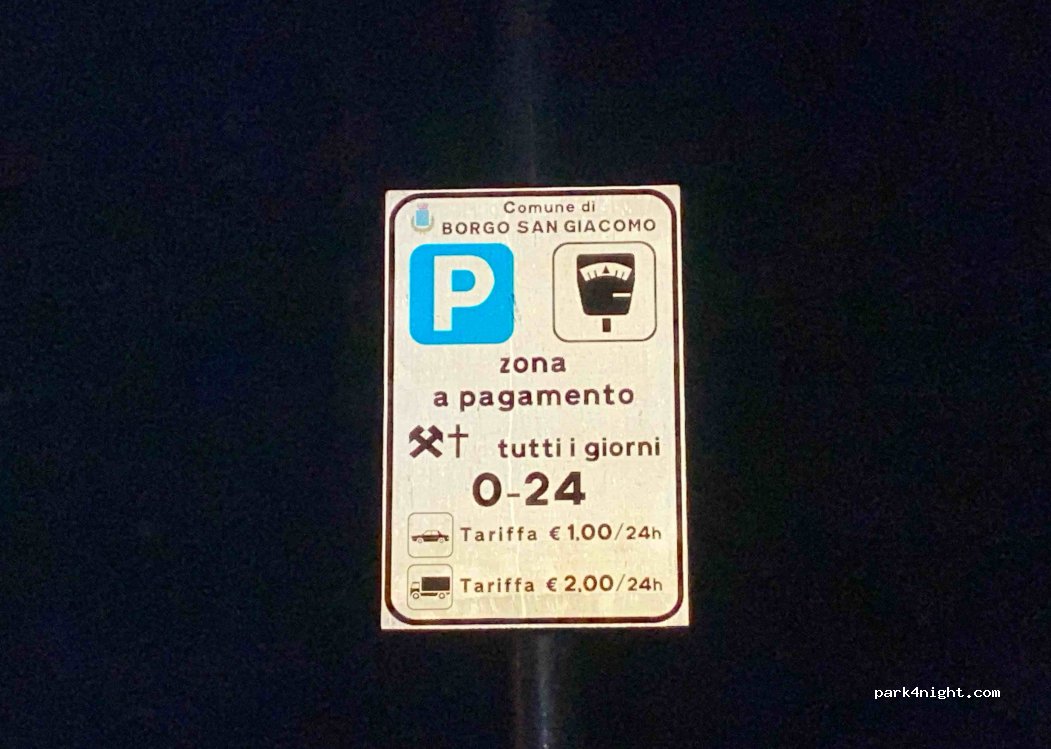 Comune di
BORGO SAN GIACOMO
P
zona
a pagamento
tutti i giorni
0-24
Tariffa € 1,00/24h
Tariffa € 2,00/24h
park4night.com